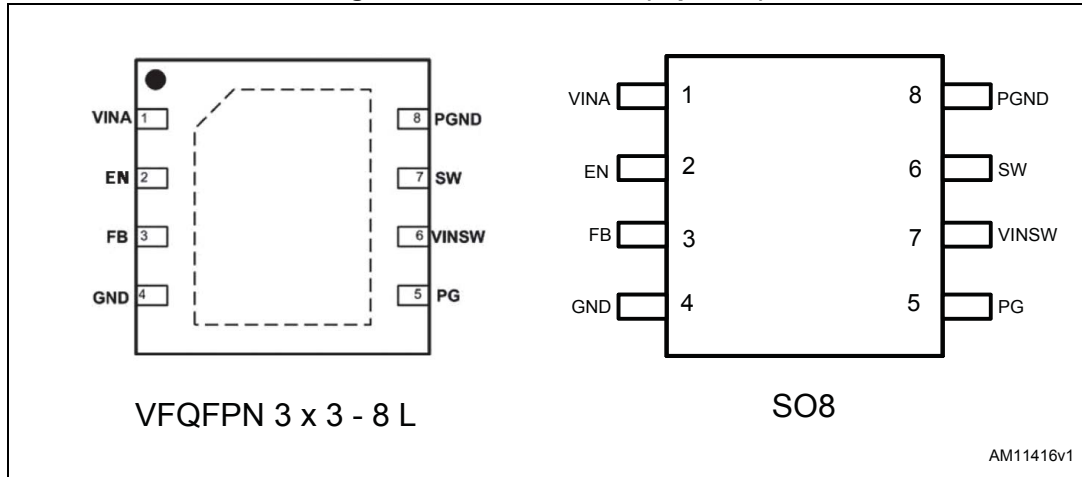 VINA 1 8 PGND
EN 2 7 SW
FB 3 6 VINSW
GND 4 5 PG
VFQFPN 3 x 3 - 8 L
VINA 1 8 PGND
EN 2 6 SW
FB 3 7 VINSW
GND 4 5 PG
SO8
AM11416v1